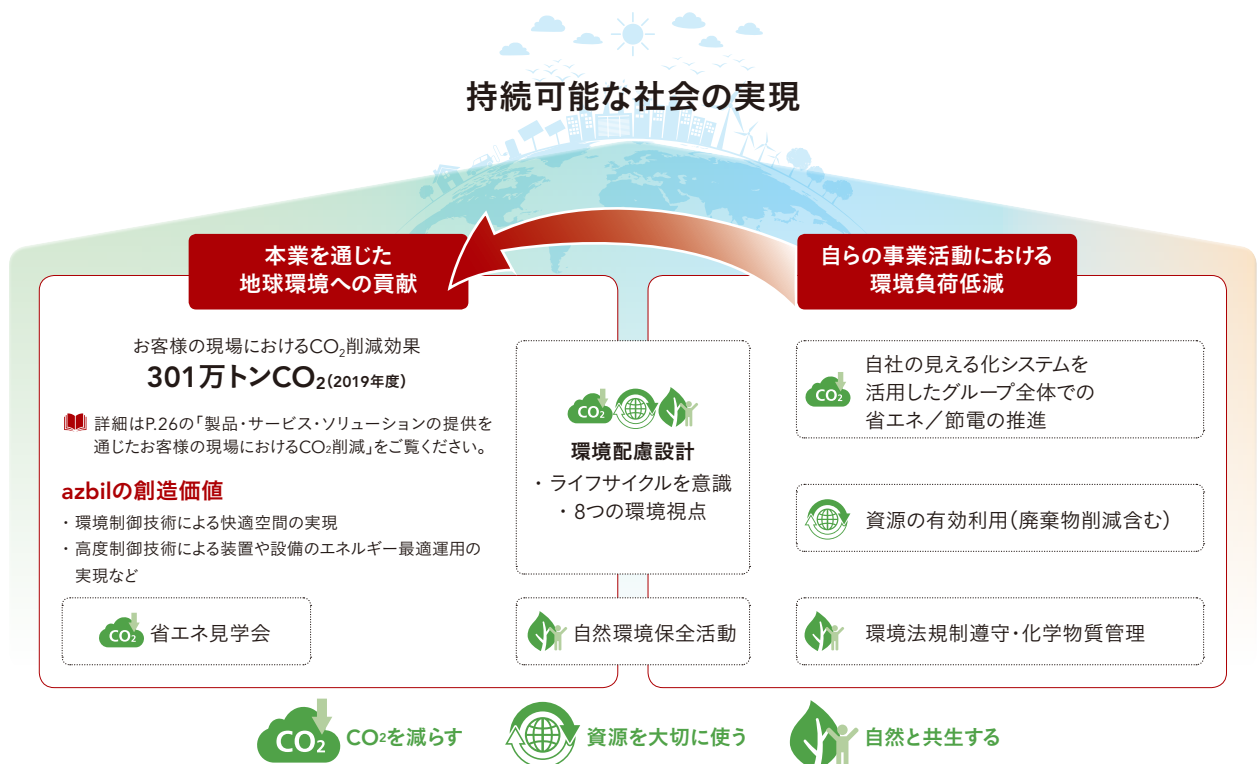 持続可能な社会の実現
本業を通じた
地球環境への貢献
お客様の現場におけるCO₂削減効果
301万トンCO₂(2019年度)
詳細はP.26の「製品・サービス・ソリューションの提供を
通じたお客様の現場におけるCO₂削減」をご覧ください。
azbilの創造価値
・環境制御技術による快適空間の実現
・高度制御技術による装置や設備のエネルギー最適運用の
実現など
CO₂
省エネ見学会
CO₂
環境配慮設計
・ライフサイクルを意識
・8つの環境視点
自然環境保全活動
自らの事業活動における
環境負荷低減
CO₂
自社の見える化システムを
活用したグループ全体での
省エネ/節電の推進
資源の有効利用(廃棄物削減含む)
環境法規制遵守・化学物質管理
CO₂
CO₂を減らす
資源を大切に使う
自然と共生する